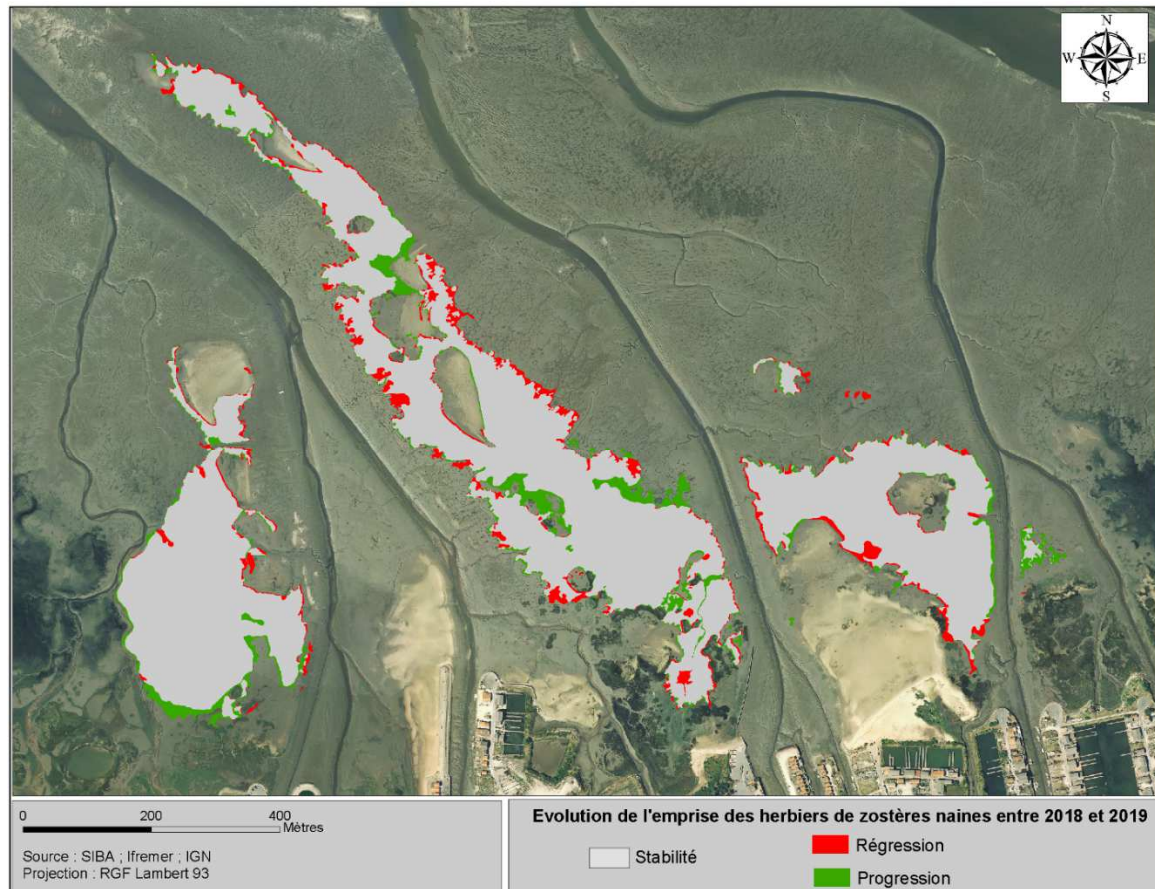 N
W E
S
0 200 400
Mètres
Source : SIBA ; Ifremer ; IGN
Projection : RGF Lambert 93
Evolution de l'emprise des herbiers de zostères naines entre 2018 et 2019
Stabilité
Régression
Progression